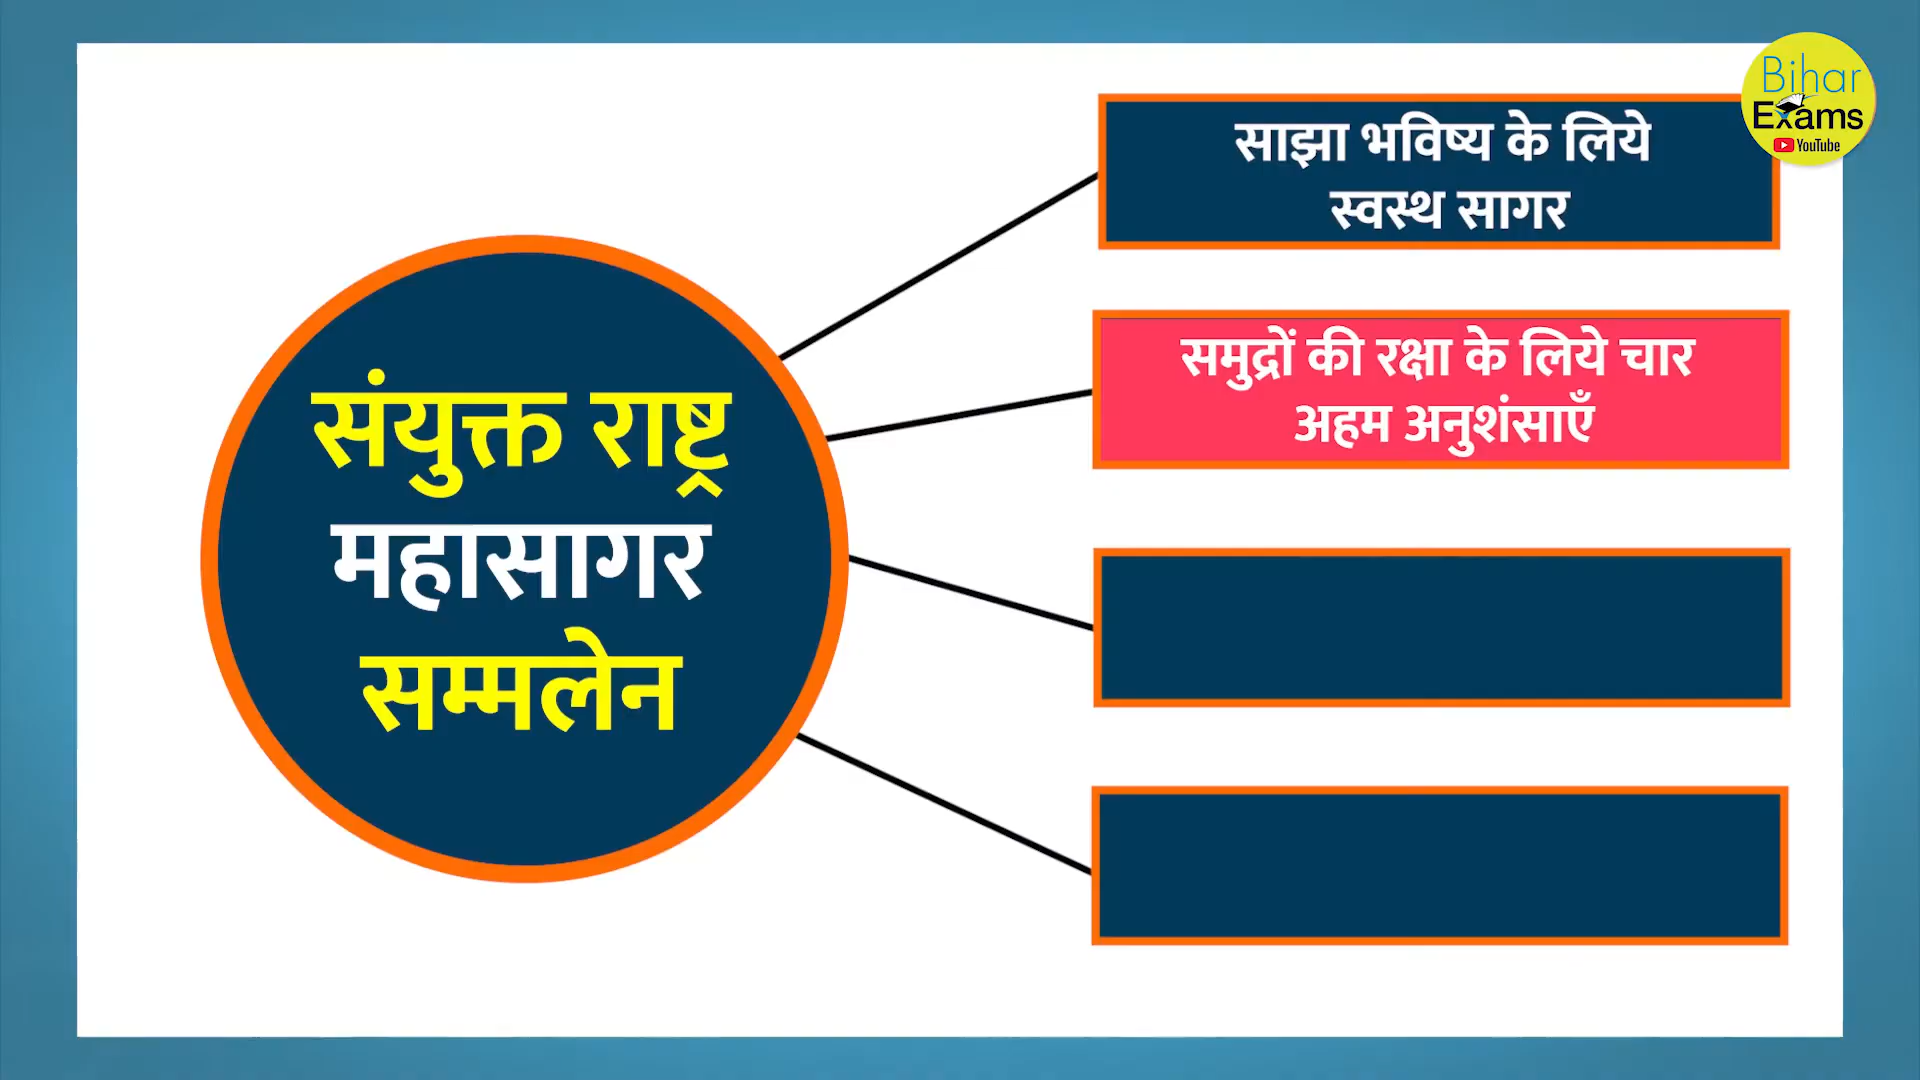 संयुक्त राष्ट्र
महासागर
सम्मलेन
साझा भविष्य के लिये
स्वस्थ सागर
समुद्रों की रक्षा के लिये चार
अहम अनुशंसाएँ
Bihar
Exams
YouTube